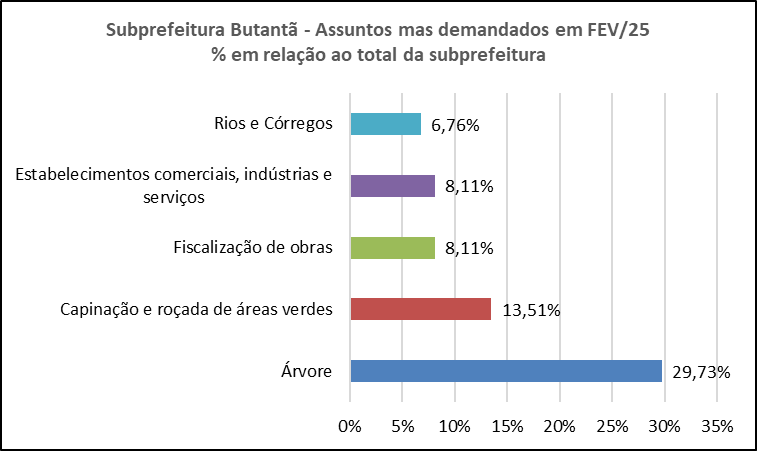 Subprefeitura Butantã - Assuntos mas demandados em FEV/25
% em relação ao total da subprefeitura
Rios e Córregos
6,76%
Estabelecimentos comerciais, indústrias e
serviços
8,11%
Fiscalização de obras
8,11%
Capinação e roçada de áreas verdes
13,51%
Árvore
29,73%
0% 5% 10% 15% 20% 25% 30% 35%